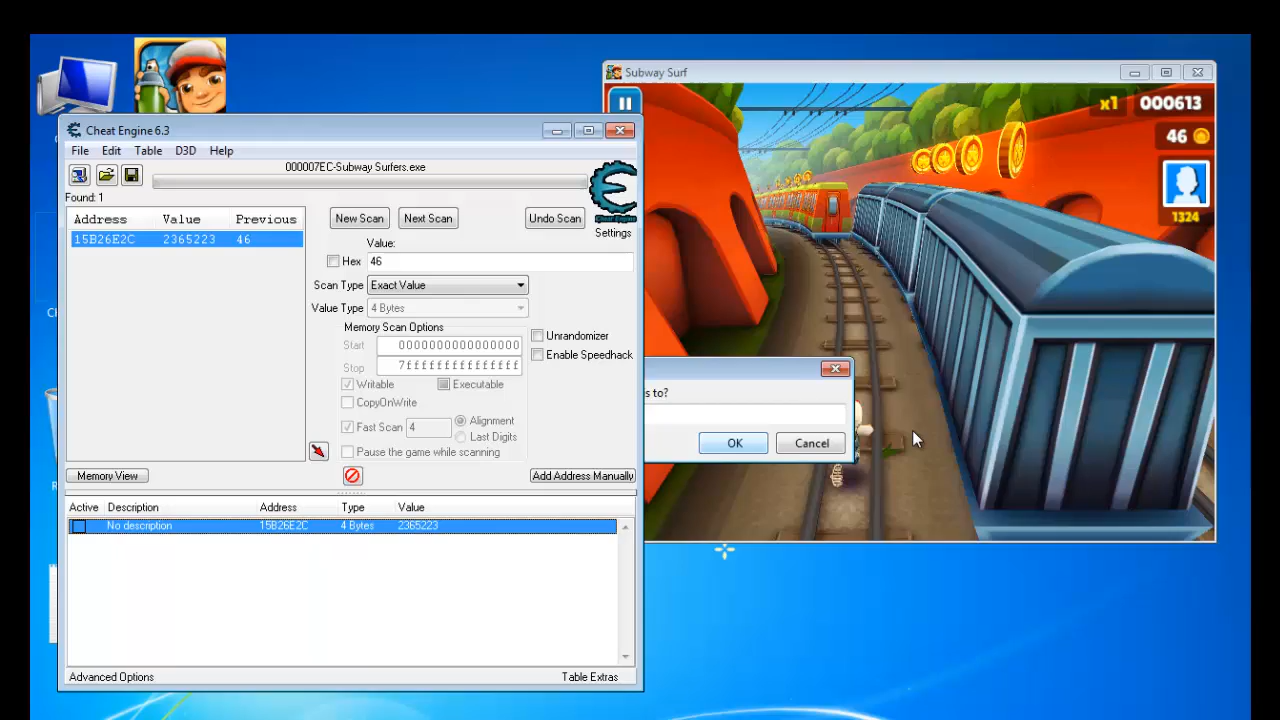 Subway Surf
x1 000613
46
1324
Cheat Engine 6.3
File Edit Table D3D Help
000007EC-Subway Surfers.exe
Found: 1
Address Value Previous
15B26E2C 2365223 46
New Scan Next Scan Undo Scan
Cheat Engine
Settings
Value:
Hex 46
Scan Type Exact Value
Value Type 4 Bytes
Memory Scan Options
Start 0000000000000000
Stop 7fffffffffffffff
Writable Executable
CopyOnWrite
Fast Scan 4 Alignment
Last Digits
Pause the game while scanning
Unrandomizer
Enable Speedhack
Memory View Add Address Manually
Active Description Address Type Value
No description 15B26E2C 4 Bytes 2365223
Advanced Options Table Extras
s to?
OK Cancel